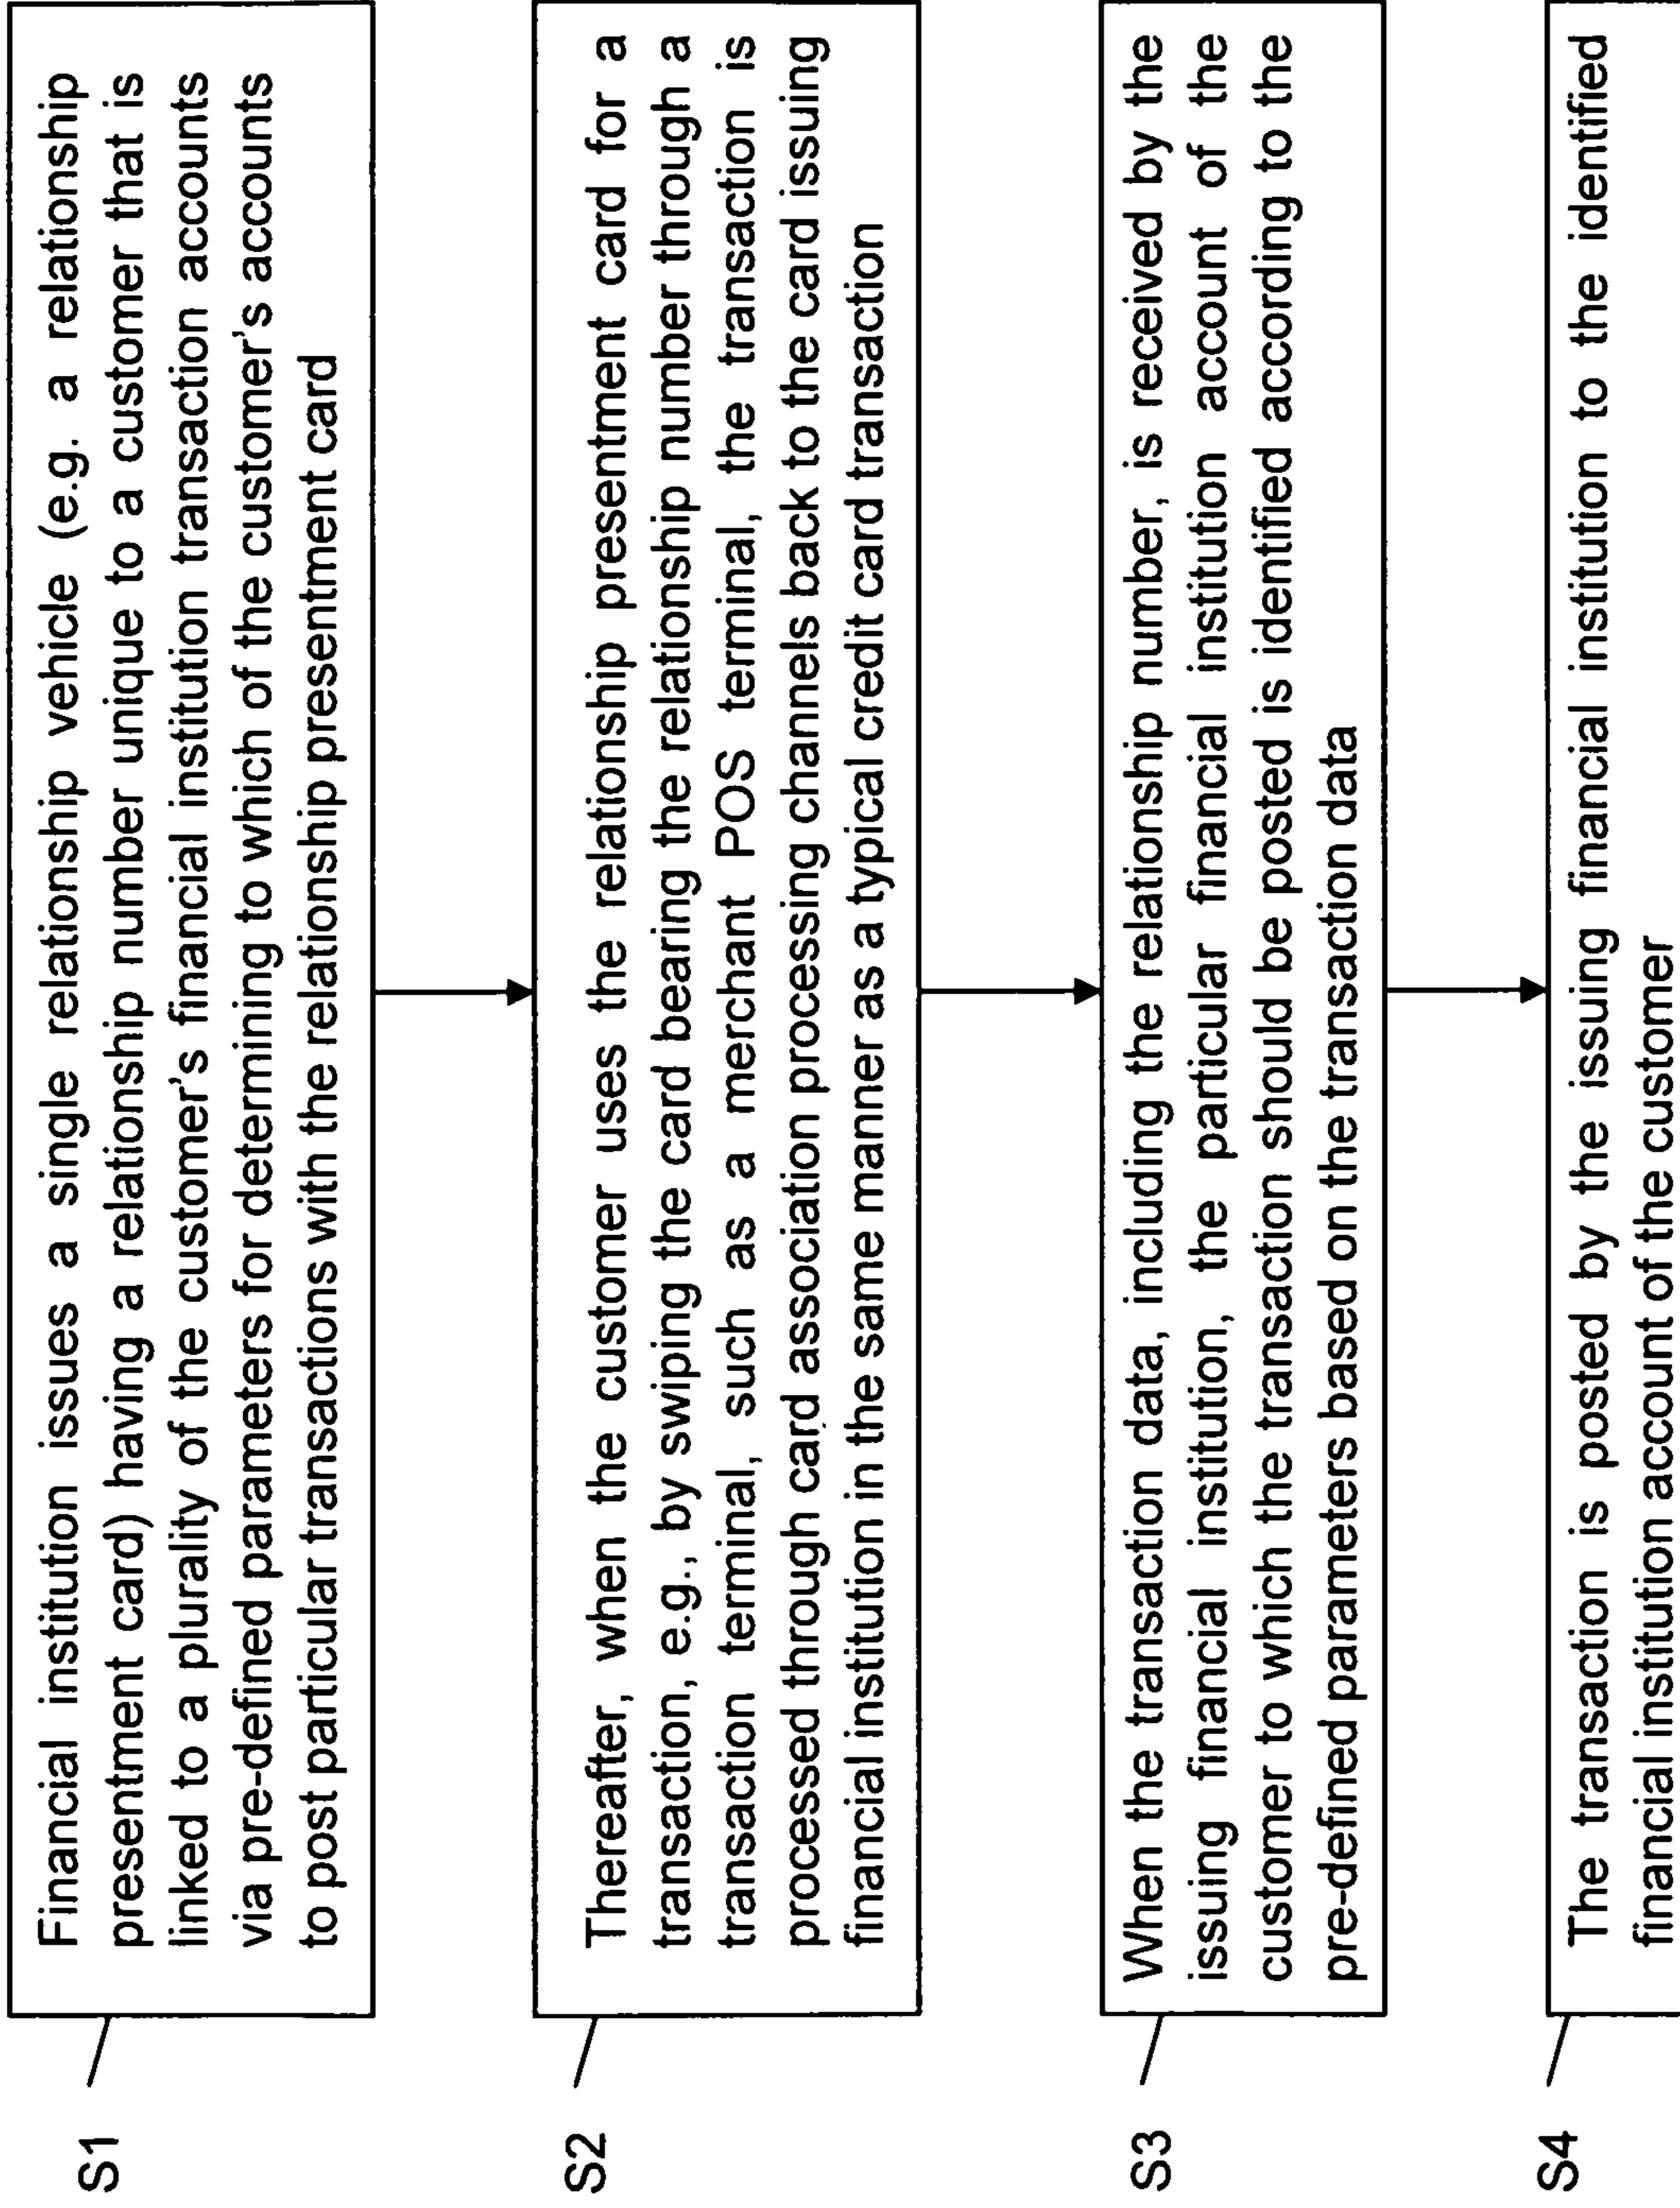 S1
Financial institution issues a single relationship vehicle (e.g. a relationship
presentment card) having a relationship number unique to a customer that is
linked to a plurality of the customer's financial institution transaction accounts
via pre-defined parameters for determining to which of the customer's accounts
to post particular transactions with the relationship presentment card
S2
Thereafter, when the customer uses the relationship presentment card for a
transaction, e.g., by swiping the card bearing the relationship number through a
transaction terminal, such as a merchant POS terminal, the transaction is
processed through card association processing channels back to the card issuing
financial institution in the same manner as a typical credit card transaction
S3
When the transaction data, including the relationship number, is received by the
issuing financial institution, the particular financial institution account of the
customer to which the transaction should be posted is identified according to the
pre-defined parameters based on the transaction data
S4
The transaction is posted by the issuing financial institution to the identified
financial institution account of the customer